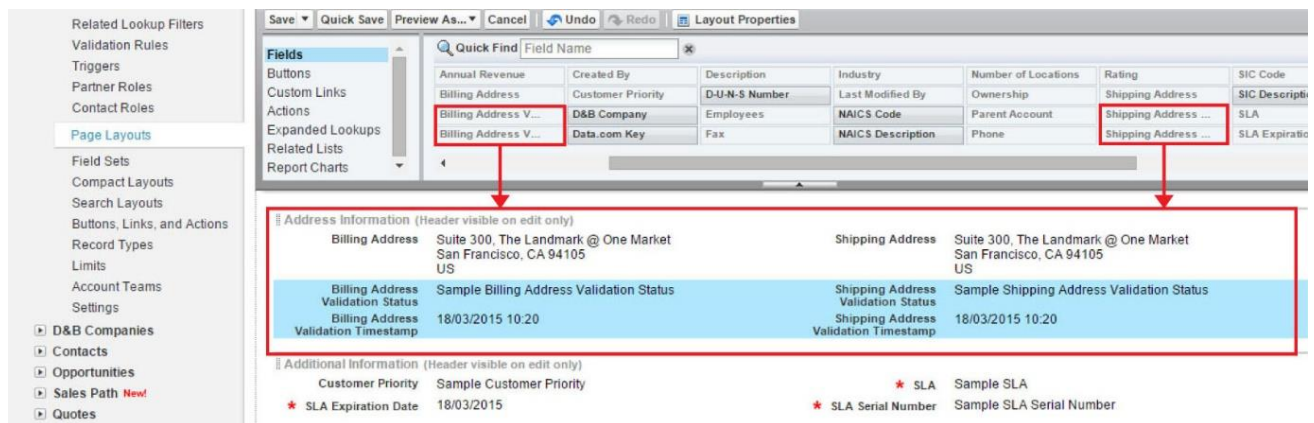 Related Lookup Filters
Validation Rules
Triggers
Partner Roles
Contact Roles
Page Layouts
Field Sets
Compact Layouts
Search Layouts
Buttons, Links, and Actions
Record Types
Limits
Account Teams
Settings
D&B Companies
Contacts
Opportunities
Sales Path New!
Quotes
Save Quick Save Preview As... Cancel Undo Redo Layout Properties
Fields
Buttons
Custom Links
Actions
Expanded Lookups
Related Lists
Report Charts
Quick Find Field Name
Annual Revenue Created By Description Industry Number of Locations Rating SIC Code
Billing Address Customer Priority D-U-N-S Number Last Modified By Ownership Shipping Address SIC Descripti
Billing Address V... D&B Company Employees NAICS Code Parent Account Shipping Address ... SLA
Billing Address V... Data.com Key Fax NAICS Description Phone Shipping Address ... SLA Expiratio
Address Information (Header visible on edit only)
Billing Address Suite 300, The Landmark @ One Market Shipping Address Suite 300, The Landmark @ One Market
San Francisco, CA 94105 San Francisco, CA 94105
US US
Billing Address Sample Billing Address Validation Status Shipping Address Sample Shipping Address Validation Status
Validation Status Validation Status
Billing Address 18/03/2015 10:20 Shipping Address 18/03/2015 10:20
Validation Timestamp Validation Timestamp
Additional Information (Header visible on edit only)
Customer Priority Sample Customer Priority * SLA Sample SLA
* SLA Expiration Date 18/03/2015 * SLA Serial Number Sample SLA Serial Number